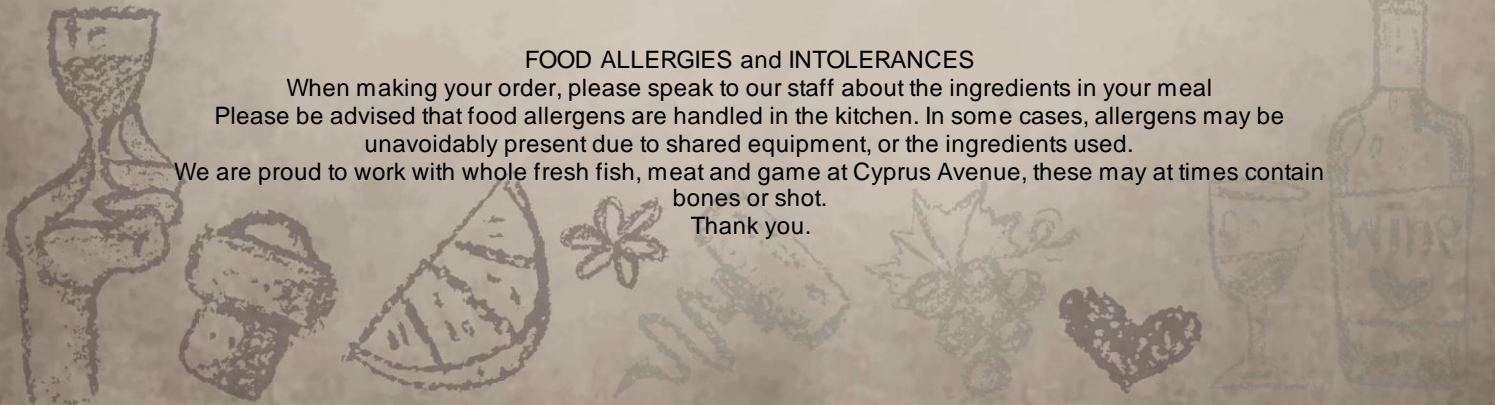 FOOD ALLERGIES and INTOLERANCES
When making your order, please speak to our staff about the ingredients in your meal
Please be advised that food allergens are handled in the kitchen. In some cases, allergens may be
unavoidably present due to shared equipment, or the ingredients used.
We are proud to work with whole fresh fish, meat and game at Cyprus Avenue, these may at times contain
bones or shot.
Thank you.
WINE